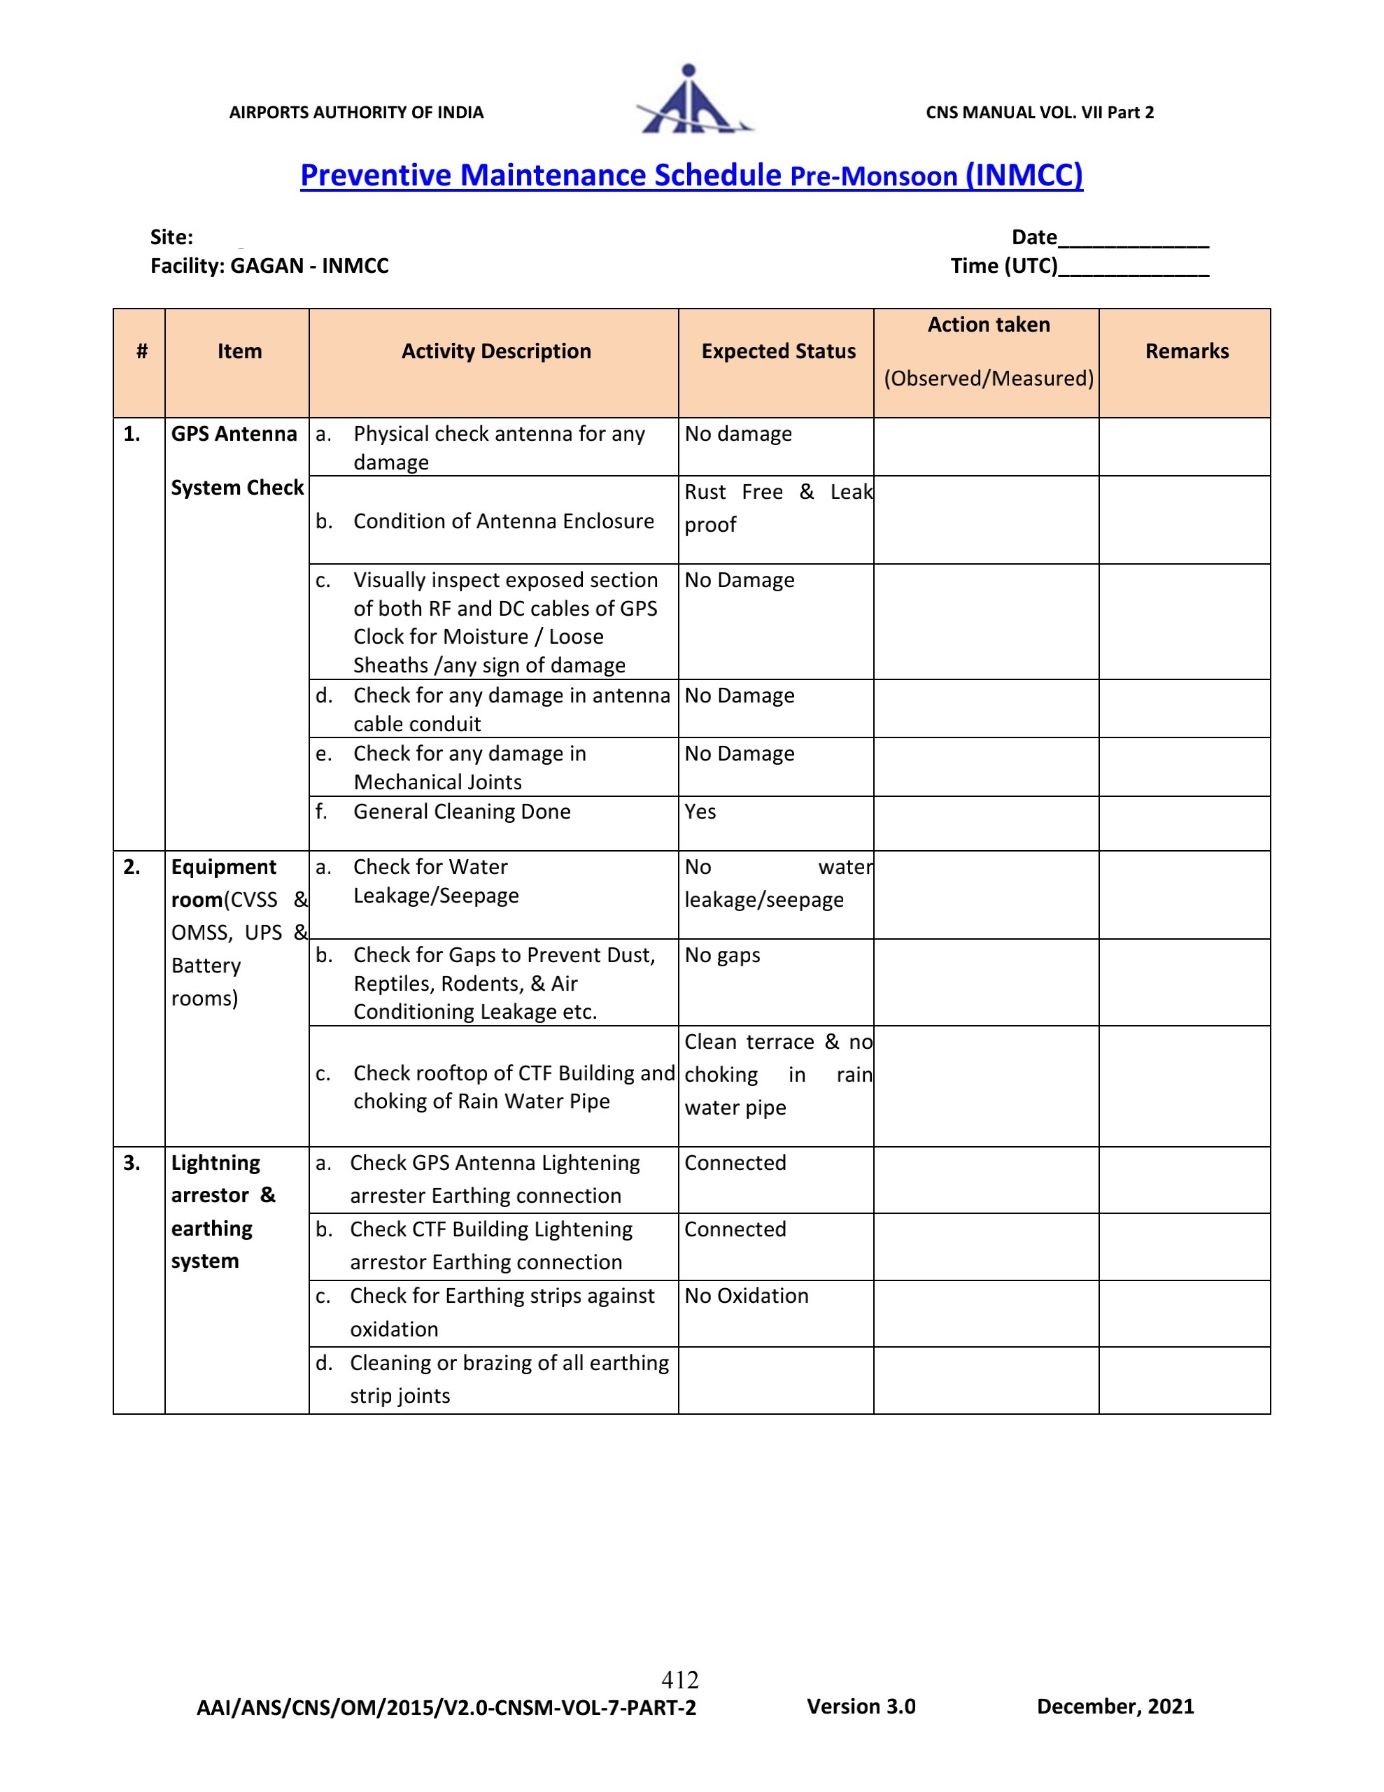 AIRPORTS AUTHORITY OF INDIA
CNS MANUAL VOL. VII Part 2
Preventive Maintenance Schedule Pre-Monsoon (INMCC)
Site:
Date______________
Facility: GAGAN - INMCC
Time (UTC)______________
#
Item
Activity Description
Expected Status
Action taken
(Observed/Measured)
Remarks
1.
GPS Antenna
System Check
a. Physical check antenna for any
damage
No damage
b. Condition of Antenna Enclosure
Rust Free & Leak
proof
c. Visually inspect exposed section
of both RF and DC cables of GPS
Clock for Moisture / Loose
Sheaths /any sign of damage
No Damage
d. Check for any damage in antenna
cable conduit
No Damage
e. Check for any damage in
Mechanical Joints
No Damage
f. General Cleaning Done
Yes
2.
Equipment
room(CVSS &
OMSS, UPS &
Battery
rooms)
a. Check for Water
Leakage/Seepage
No water
leakage/seepage
b. Check for Gaps to Prevent Dust,
Reptiles, Rodents, & Air
Conditioning Leakage etc.
No gaps
c. Check rooftop of CTF Building and
choking of Rain Water Pipe
Clean terrace & no
choking in rain
water pipe
3.
Lightning
arrestor &
earthing
system
a. Check GPS Antenna Lightening
arrester Earthing connection
Connected
b. Check CTF Building Lightening
arrestor Earthing connection
Connected
c. Check for Earthing strips against
oxidation
No Oxidation
d. Cleaning or brazing of all earthing
strip joints
412
AAI/ANS/CNS/OM/2015/V2.0-CNSM-VOL-7-PART-2
Version 3.0
December, 2021